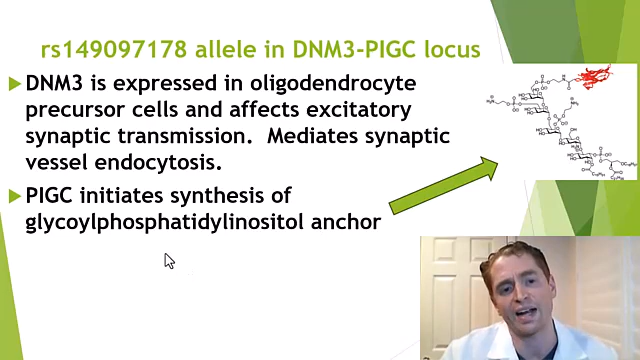 rs149097178 allele in DNM3-PIGC locus
DNM3 is expressed in oligodendrocyte
precursor cells and affects excitatory
synaptic transmission. Mediates synaptic
vessel endocytosis.
PIGC initiates synthesis of
glycoylphosphatidylinositol anchor